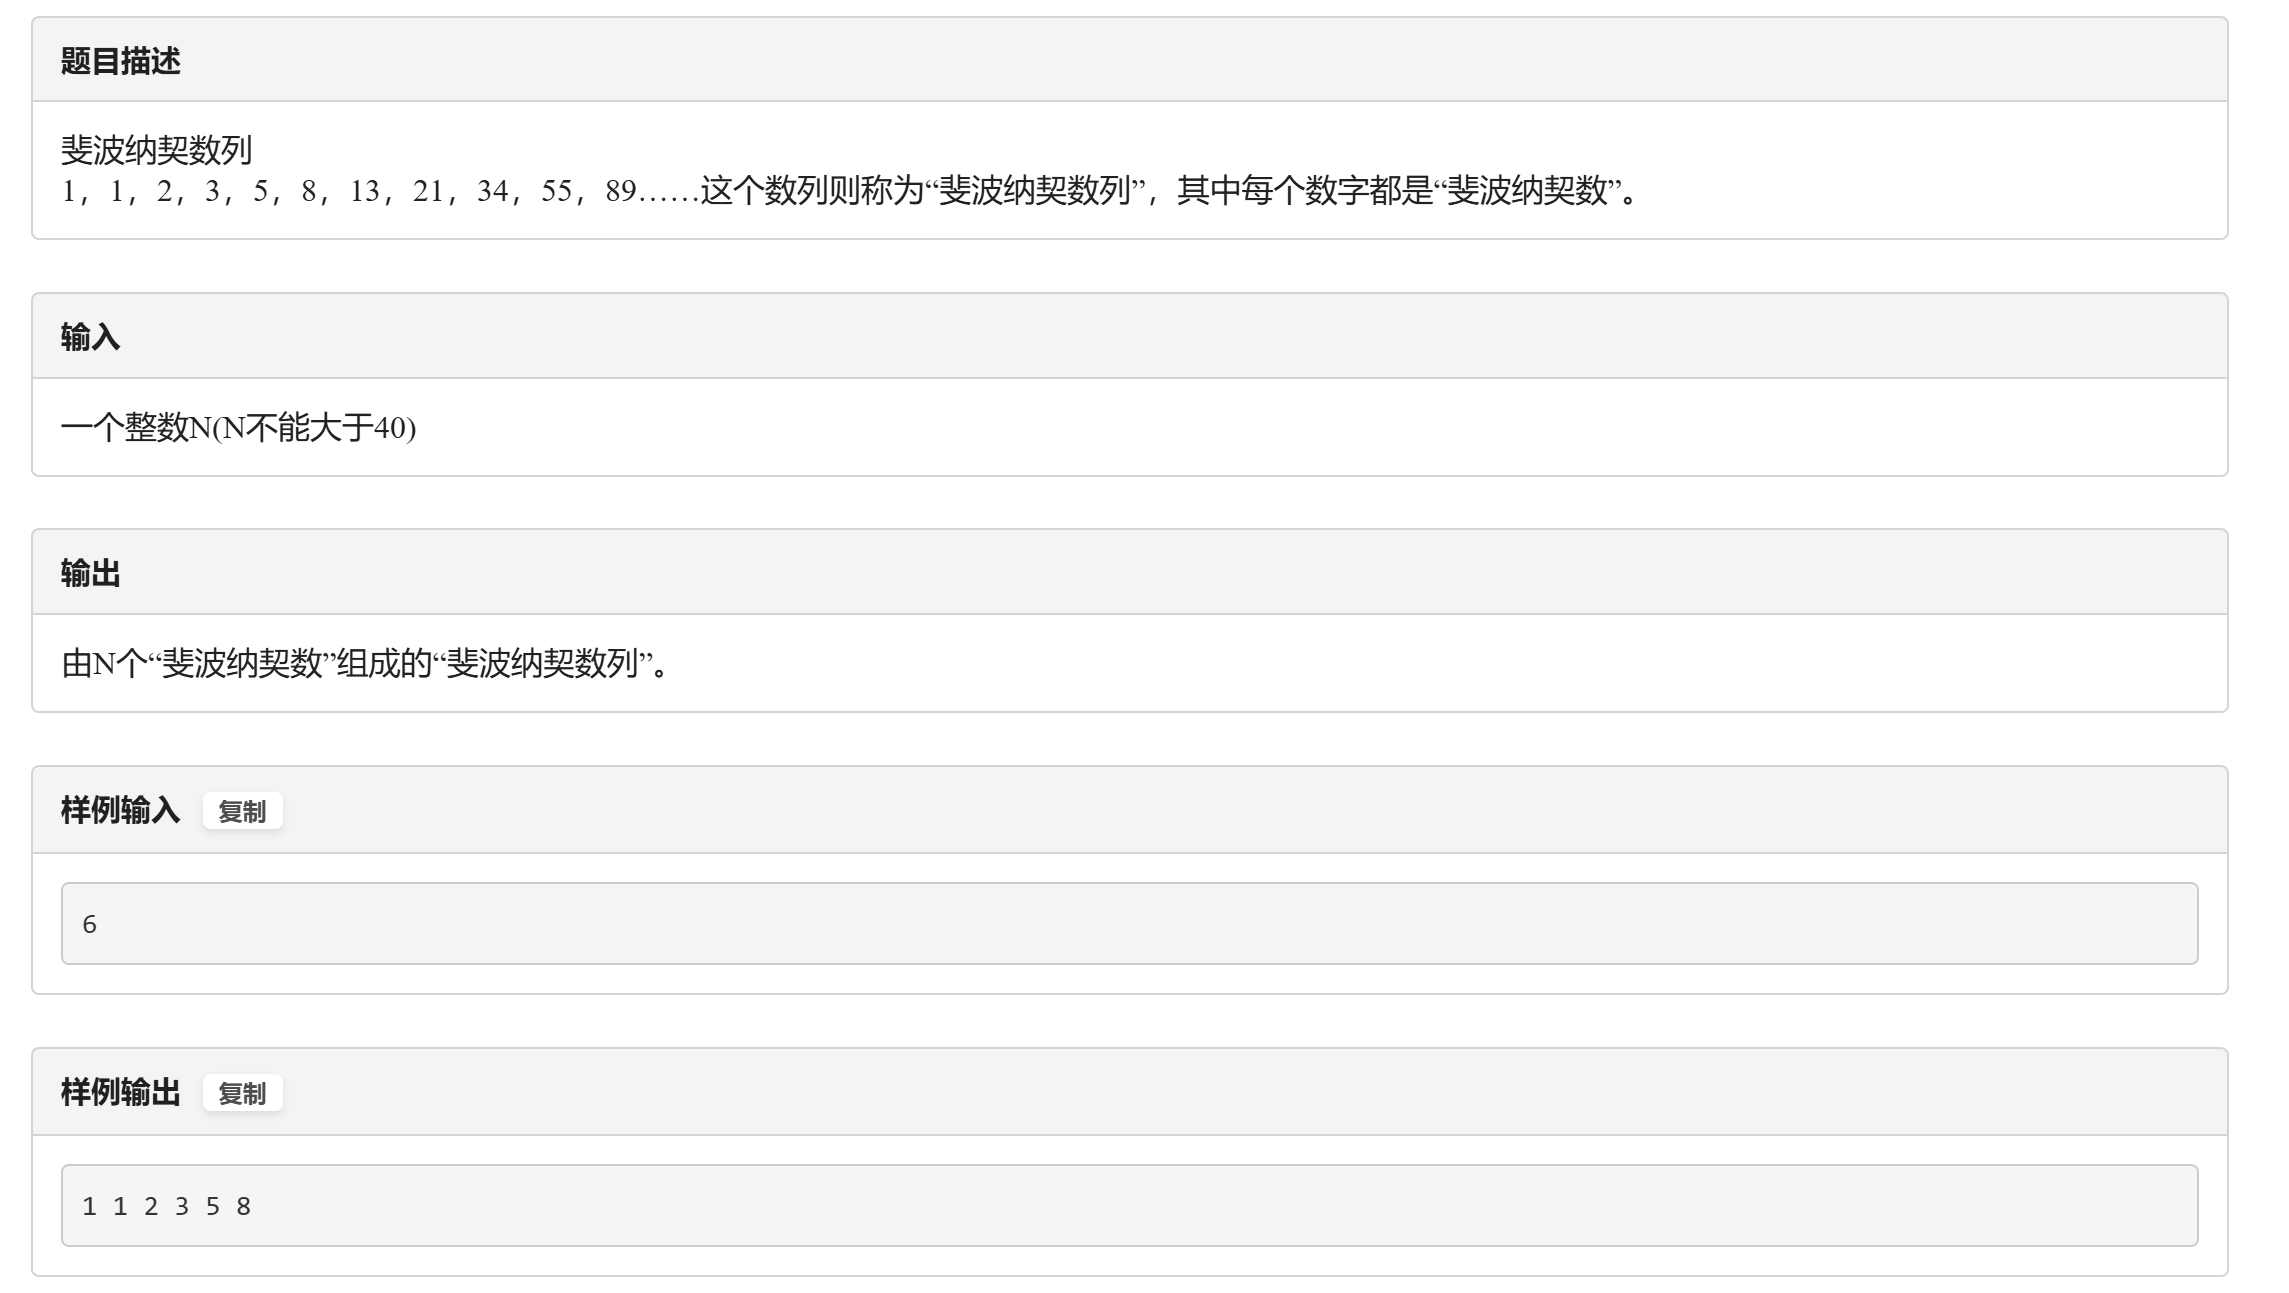 题目描述
斐波纳契数列
1，1，2，3，5，8，13，21，34，55，89……这个数列则称为“斐波纳契数列”，其中每个数字都是“斐波纳契数”。
输入
一个整数N(N不能大于40)
输出
由N个“斐波纳契数”组成的“斐波纳契数列”。
样例输入 复制
6
样例输出 复制
1 1 2 3 5 8